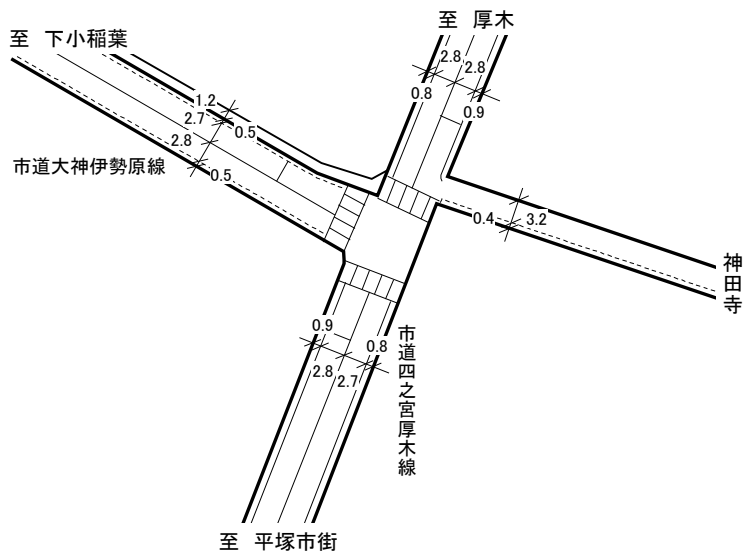 至 厚木
至 下小稲葉
2.8
2.8
0.8
0.9
1.2
2.7
0.5
2.8
市道大神伊勢原線
0.5
0.4
3.2
神田寺
0.9
0.8
2.8
2.7
市道四之宮厚木線
至 平塚市街